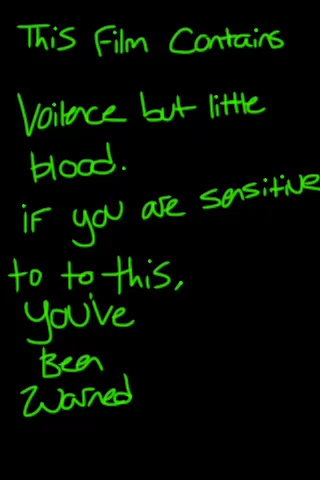 This Film Contains
Voilence but little
blood.
if you are sensitive
to to this,
You've
Been
Warned